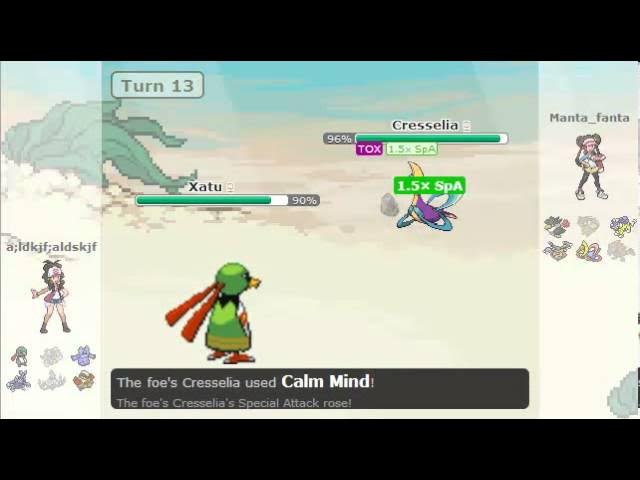 Turn 13
Cresselia
Manta_fanta
96%
TOX 1.5× SpA
1.5× SpA
Xatu
90%
a;ldkjf;aldskjf
The foe's Cresselia used Calm Mind!
The foe's Cresselia's Special Attack rose!